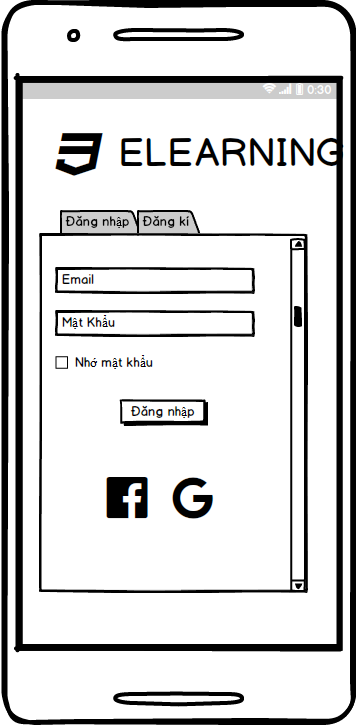 0:30
ELEARNING
Đăng nhập Đăng kí
Email
Mật Khẩu
Nhớ mật khẩu
Đăng nhập